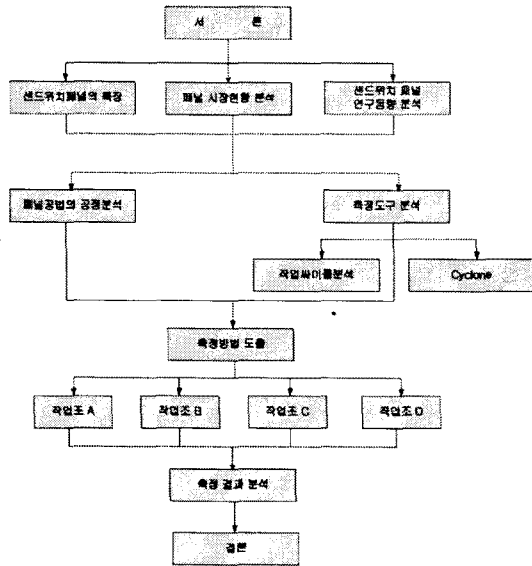 서 론
샌드위치패널의 특장
패널 시장현황 분석
샌드위치 패널
연구동향 분석
패널공법의 공정분석
측정도구 분석
작업싸이클분석
Cyclone
측정방법 도출
작업조 A
작업조 B
작업조 C
작업조 D
측정 결과 분석
결론